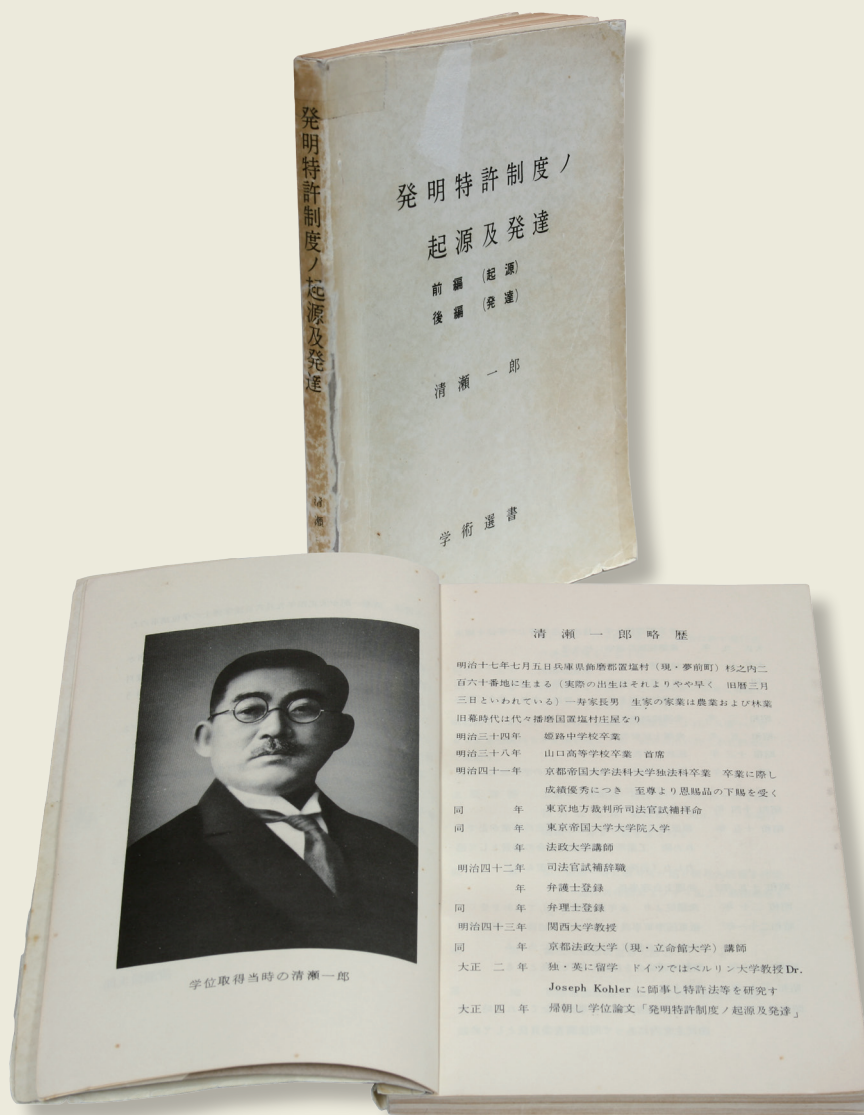 発明特許制度ノ起源及発達
清瀬
発明特許制度ノ
起源及発達
前編（起源）
後編（発達）
清瀬一郎
学術選書
学位取得当時の清瀬一郎
清瀬一郎略歴
明治十七年七月五日兵庫県飾磨郡置塩村（現・夢前町）杉之内二
百六十番地に生まる（実際の出生はそれよりやや早く　旧暦三月
三日といわれている）一寿家長男　生家の家業は農業および林業
旧幕時代は代々播磨国置塩村庄屋なり
明治三十四年　姫路中学校卒業
明治三十八年　山口高等学校卒業　首席
明治四十一年　京都帝国大学法科大学独法科卒業　卒業に際し
成績優秀につき　至尊より恩賜品の下賜を受く
同　年　東京地方裁判所司法官試補拝命
同　年　東京帝国大学大学院入学
年　法政大学講師
明治四十二年　司法官試補辞職
年　弁護士登録
同　年　弁理士登録
明治四十三年　関西大学教授
同　年　京都法政大学（現・立命館大学）講師
大正二年　独・英に留学　ドイツではベルリン大学教授Dr.
Joseph Kohler に師事し特許法等を研究す
大正四年　帰朝し学位論文「発明特許制度ノ起源及発達」